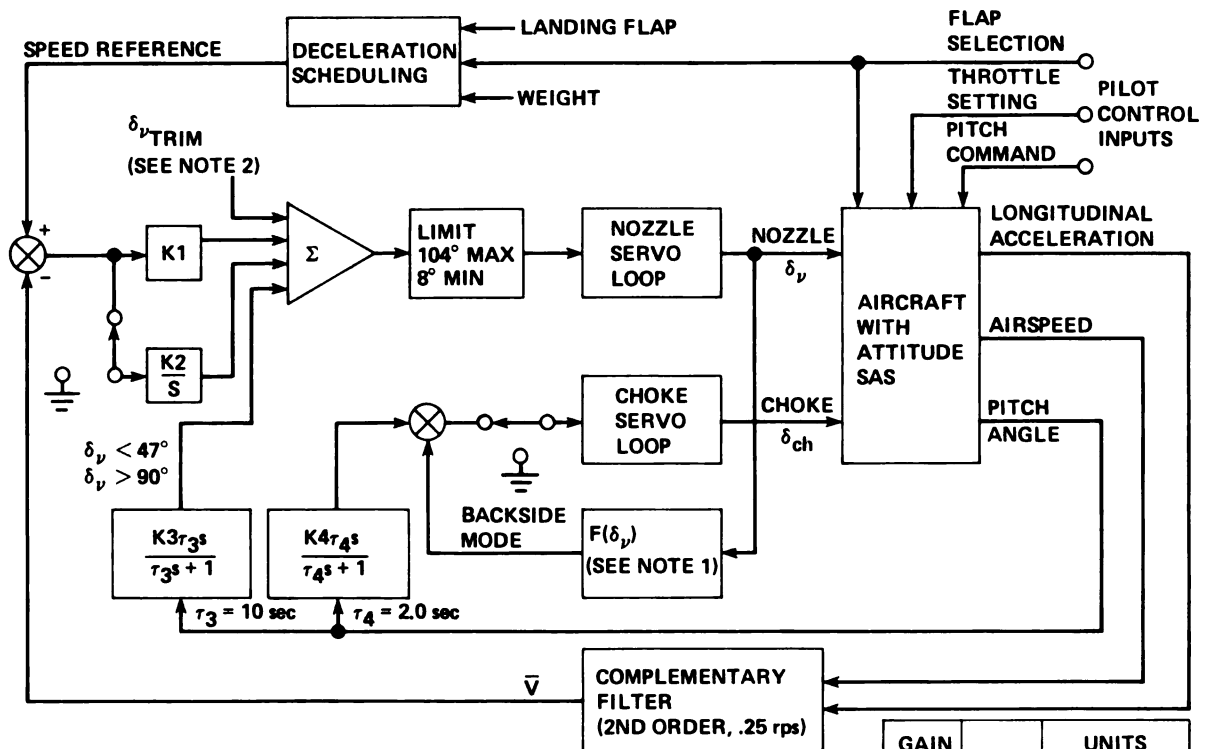 SPEED REFERENCE
DECELERATION
SCHEDULING
LANDING FLAP
WEIGHT
FLAP
SELECTION
THROTTLE
SETTING
PITCH
COMMAND
PILOT
CONTROL
INPUTS
δνTRIM
(SEE NOTE 2)
+
−
K1
K2
S
Σ
LIMIT
104° MAX
8° MIN
NOZZLE
SERVO
LOOP
NOZZLE
δν
AIRCRAFT
WITH
ATTITUDE
SAS
LONGITUDINAL
ACCELERATION
AIRSPEED
PITCH
ANGLE
CHOKE
SERVO
LOOP
CHOKE
δch
δν < 47°
δν > 90°
BACKSIDE
MODE
F(δν)
(SEE NOTE 1)
K3τ3s
τ3s + 1
K4τ4s
τ4s + 1
τ3 = 10 sec
τ4 = 2.0 sec
V̅
COMPLEMENTARY
FILTER
(2ND ORDER, .25 rps)
GAIN
UNITS